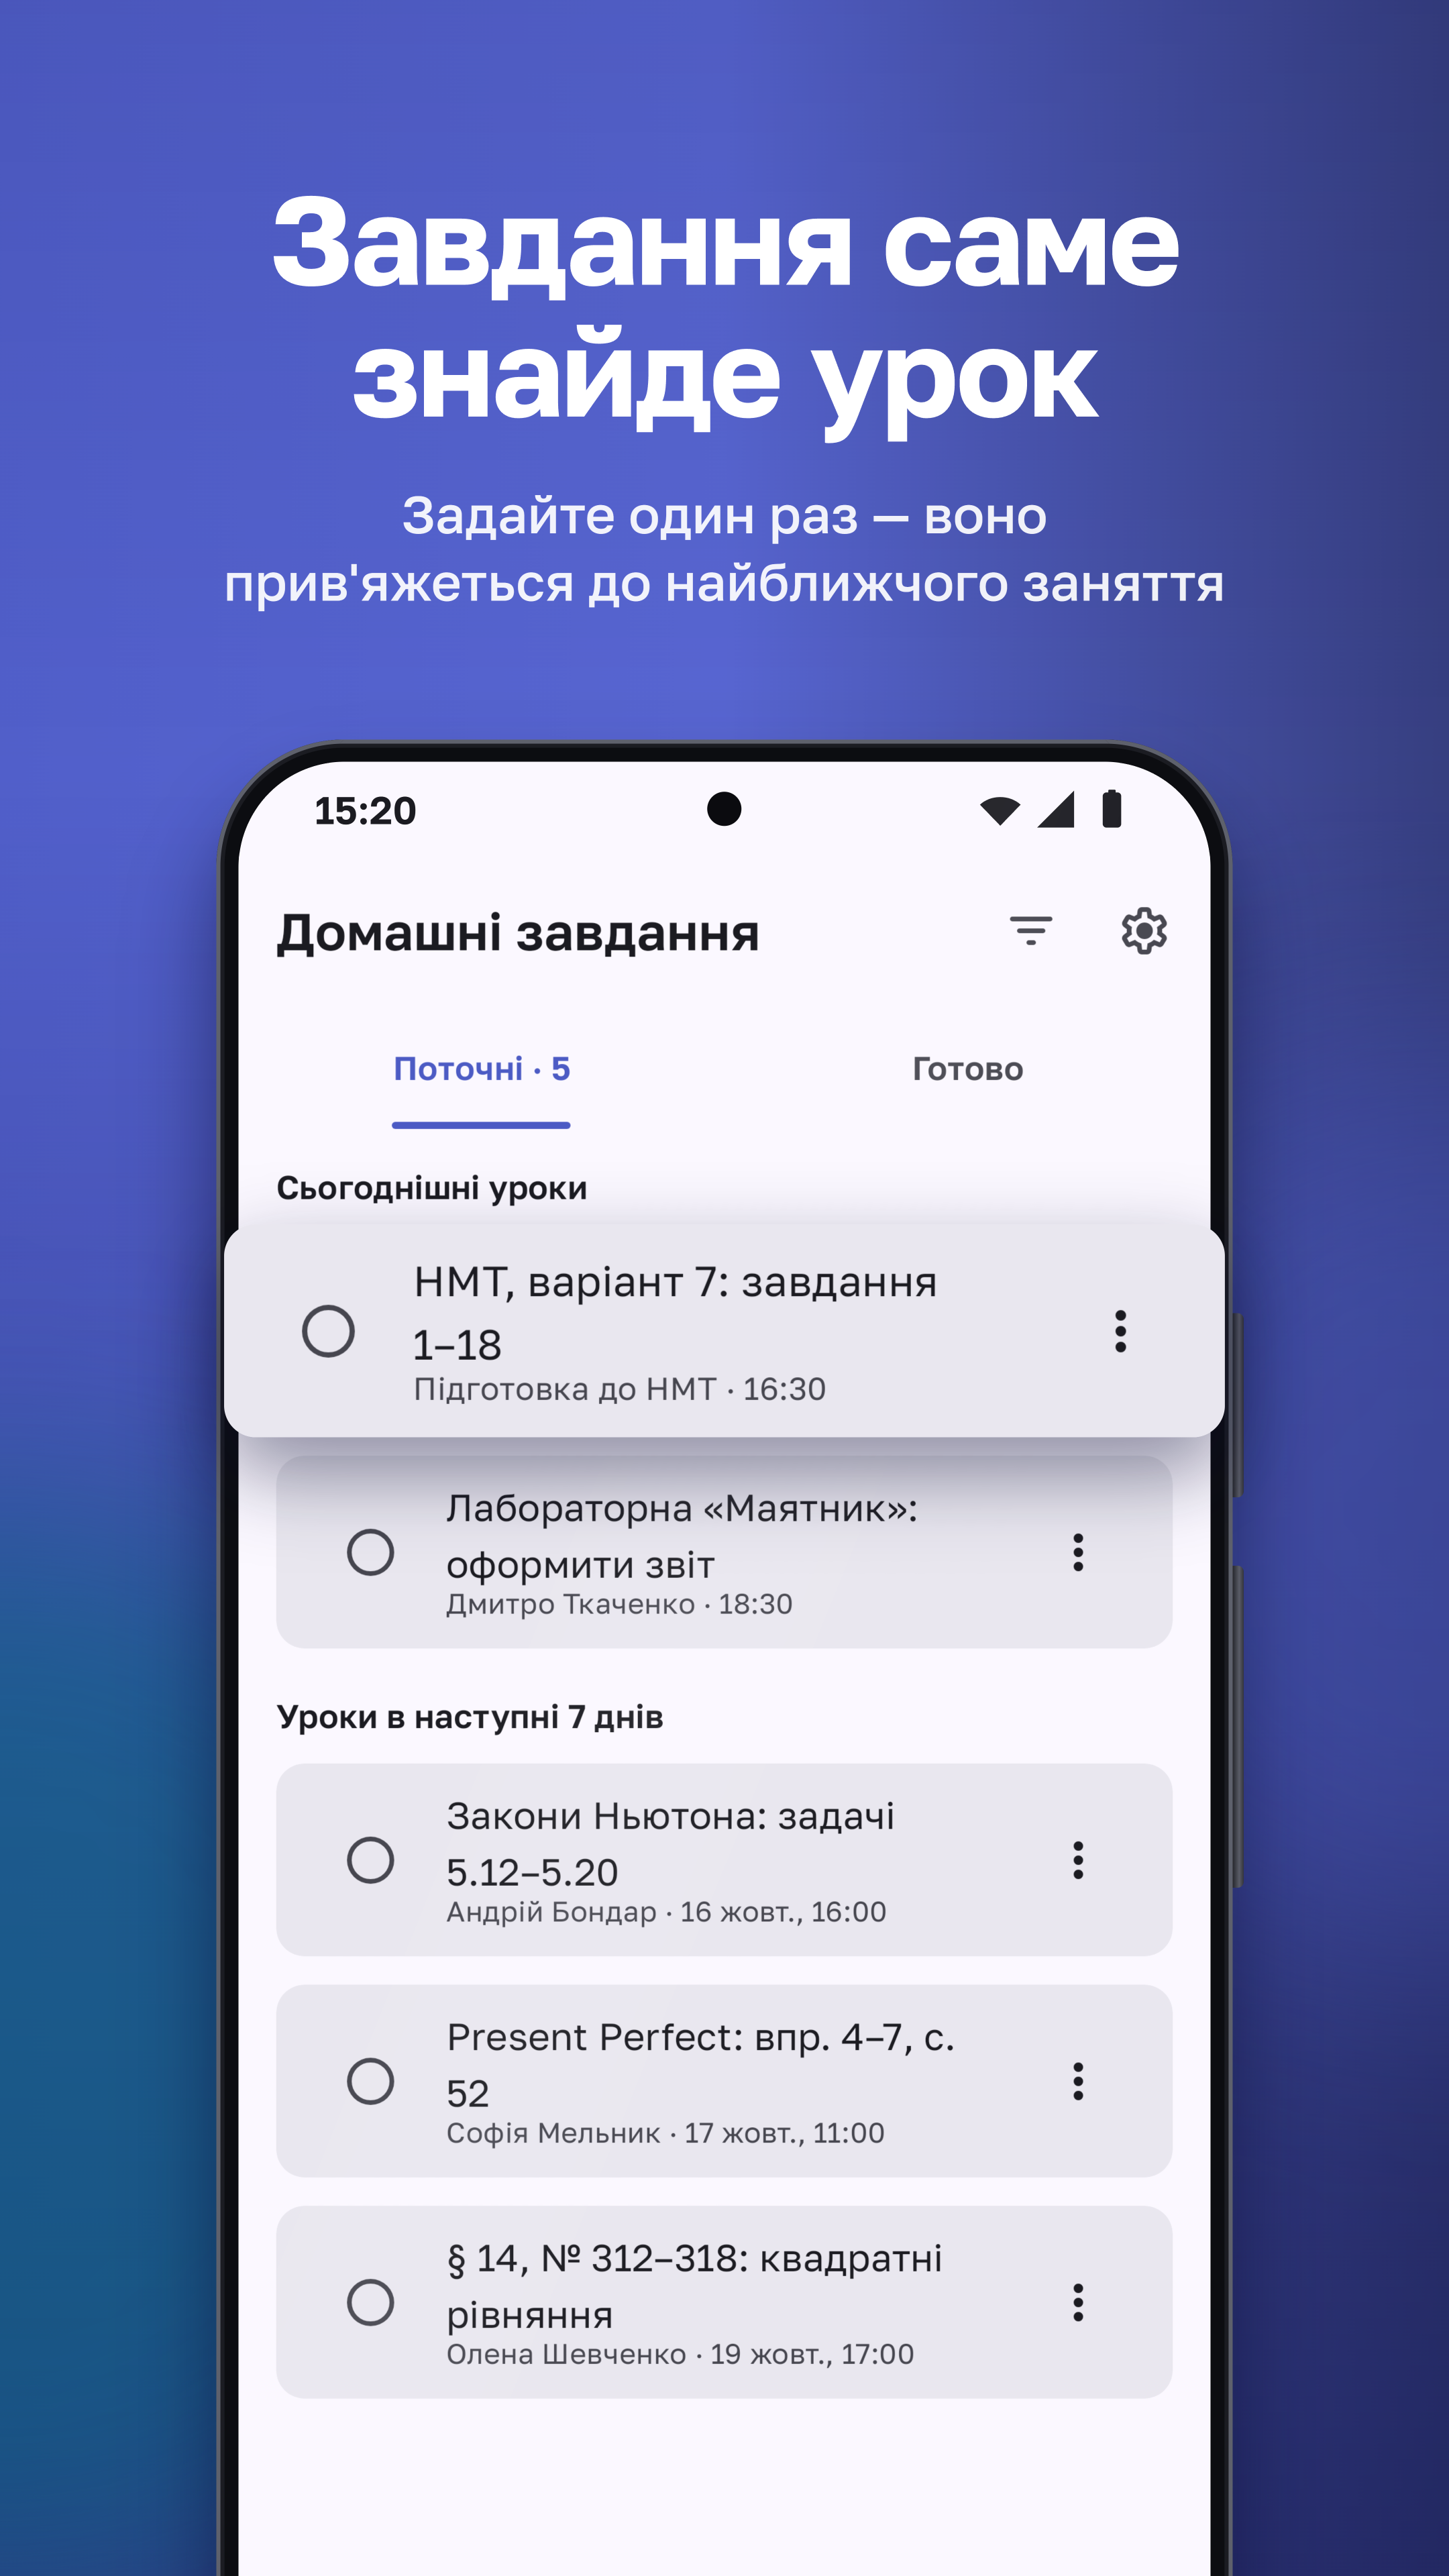 Завдання саме
знайде урок
Задайте один раз — воно
прив'яжеться до найближчого заняття
15:20
Домашні завдання
Поточні · 5
Готово
Сьогоднішні уроки
НМТ, варіант 7: завдання
1–18
Підготовка до НМТ · 16:30
Лабораторна «Маятник»:
оформити звіт
Дмитро Ткаченко · 18:30
Уроки в наступні 7 днів
Закони Ньютона: задачі
5.12–5.20
Андрій Бондар · 16 жовт., 16:00
Present Perfect: впр. 4–7, с.
52
Софія Мельник · 17 жовт., 11:00
§ 14, № 312–318: квадратні
рівняння
Олена Шевченко · 19 жовт., 17:00